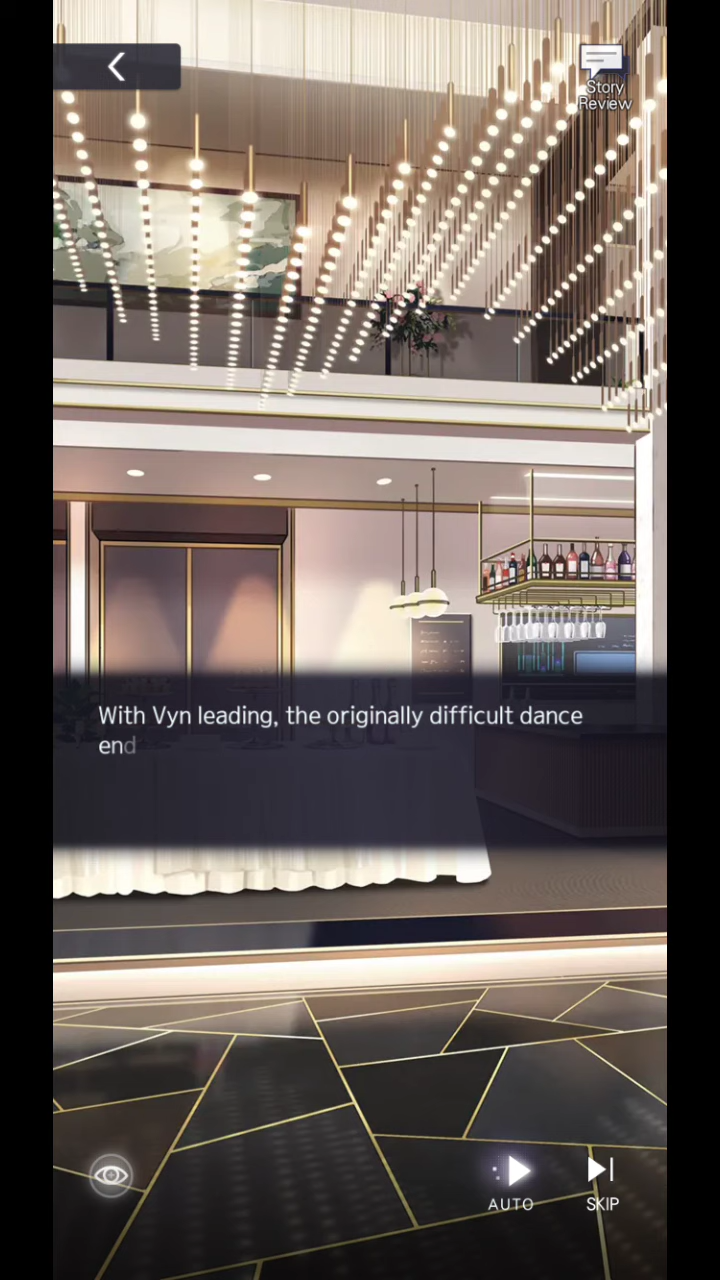 Story
Review
With Vyn leading, the originally difficult dance
end
AUTO
SKIP